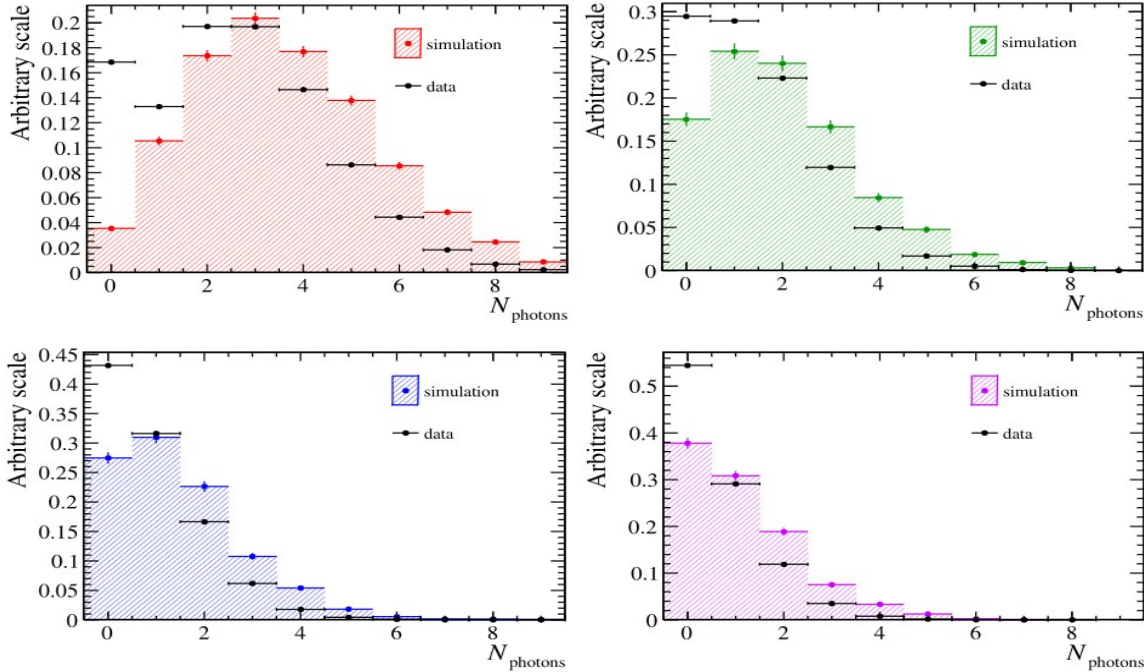 Arbitrary scale
0.2
0.18
0.16
0.14
0.12
0.1
0.08
0.06
0.04
0.02
0
simulation
data
0 2 4 6 8
N photons
Arbitrary scale
0.3
0.25
0.2
0.15
0.1
0.05
0
simulation
data
0 2 4 6 8
N photons
Arbitrary scale
0.45
0.4
0.35
0.3
0.25
0.2
0.15
0.1
0.05
0
simulation
data
0 2 4 6 8
N photons
Arbitrary scale
0.5
0.4
0.3
0.2
0.1
0
simulation
data
0 2 4 6 8
N photons